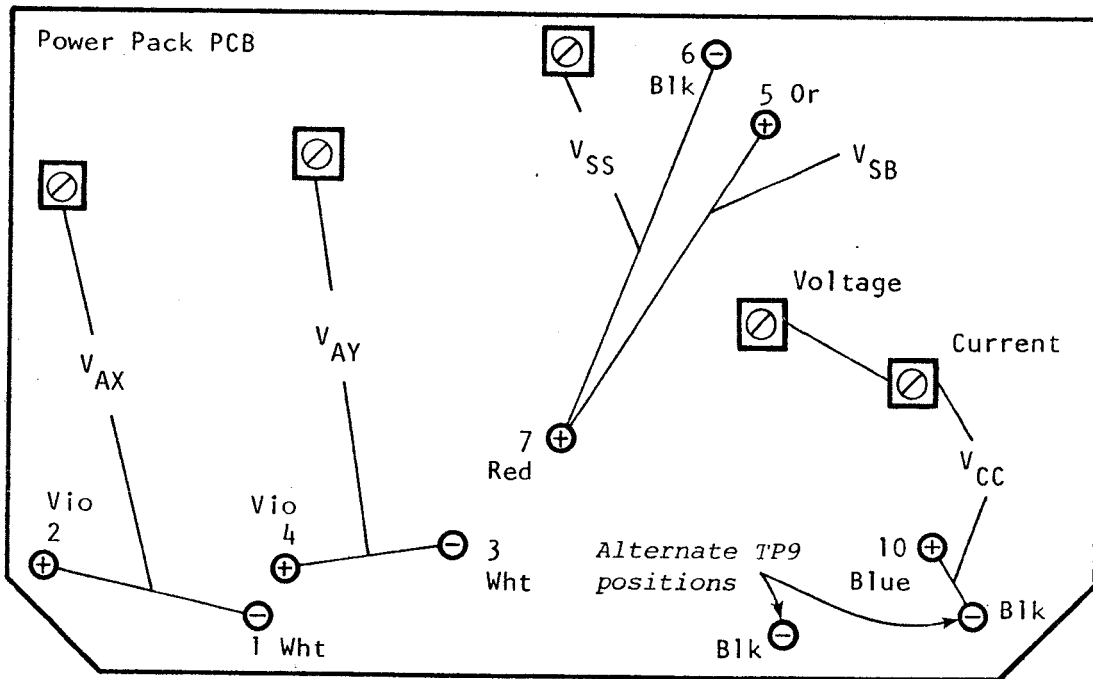 Power Pack PCB
6
Blk
5 Or
VSS
VSB
Voltage
Current
VAX
VAY
7
Red
VCC
Vio
2
Vio
4
3
Wht
Alternate TP9
positions
10
Blue
1 Wht
Blk
Blk